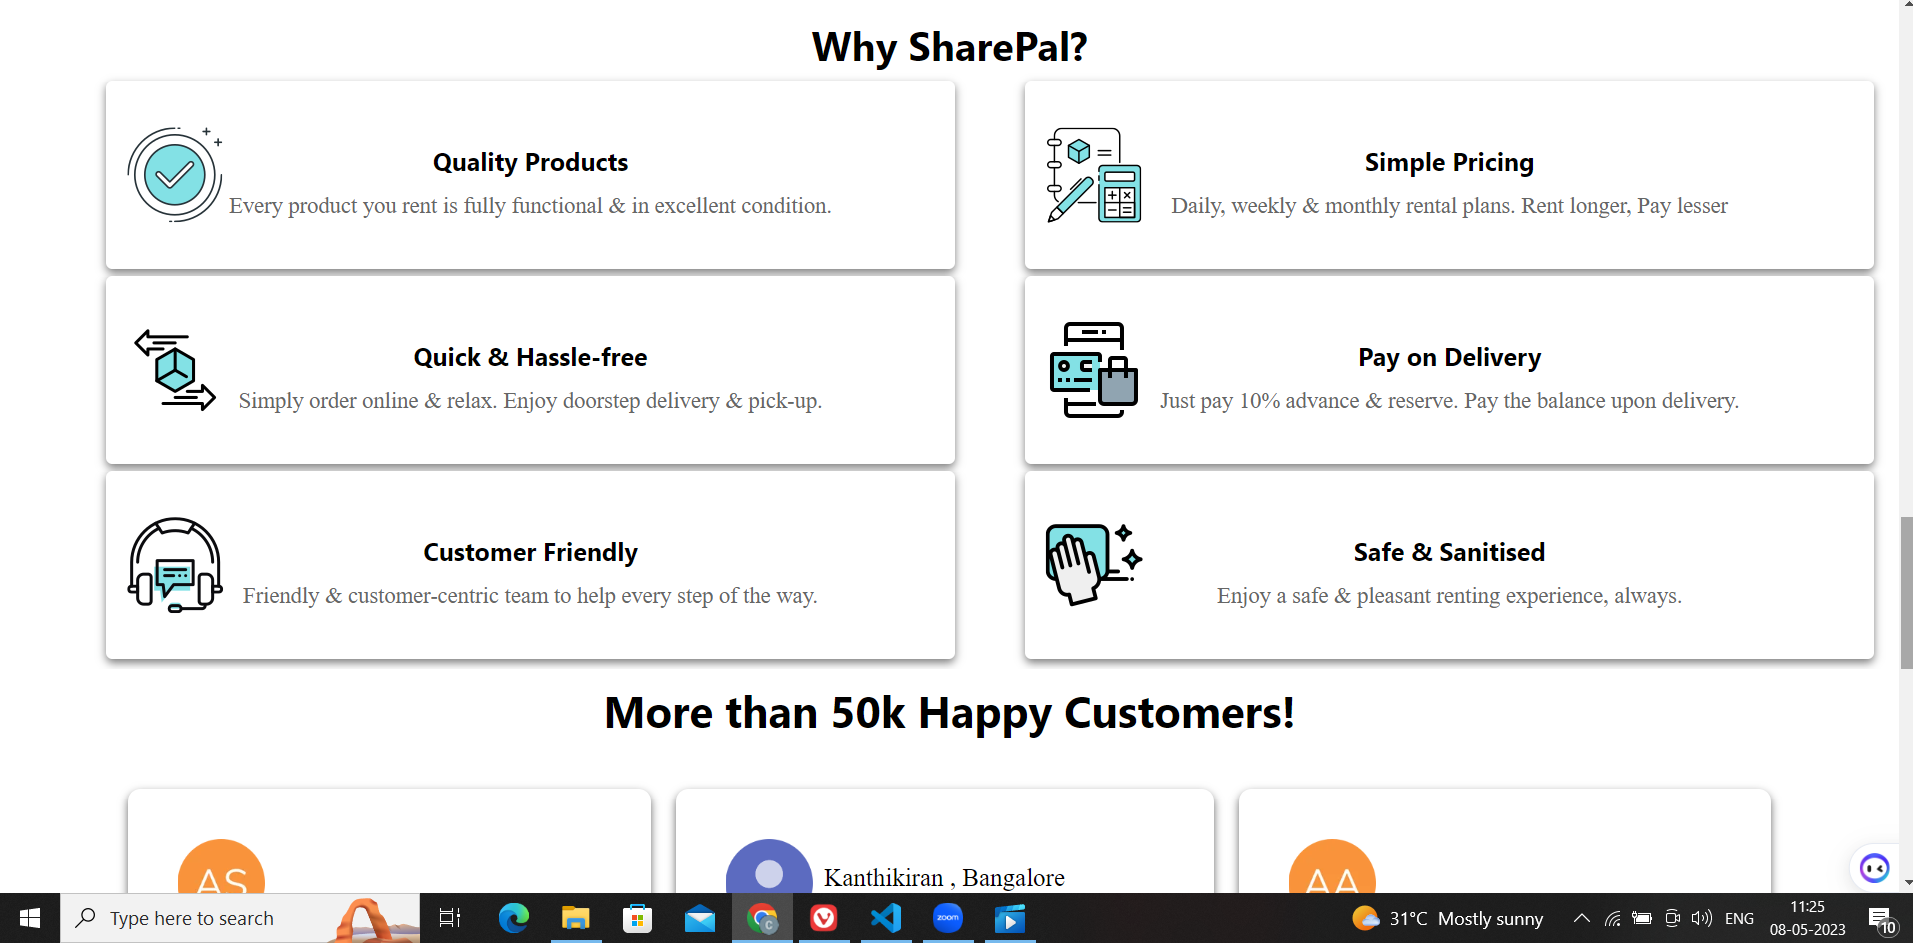 Why SharePal?
Quality Products
Every product you rent is fully functional & in excellent condition.
Simple Pricing
Daily, weekly & monthly rental plans. Rent longer, Pay lesser
Quick & Hassle-free
Simply order online & relax. Enjoy doorstep delivery & pick-up.
Pay on Delivery
Just pay 10% advance & reserve. Pay the balance upon delivery.
Customer Friendly
Friendly & customer-centric team to help every step of the way.
Safe & Sanitised
Enjoy a safe & pleasant renting experience, always.
More than 50k Happy Customers!
AS
Kanthikiran , Bangalore
AA
Type here to search
C
zoom
31°C Mostly sunny
ENG
11:25
08-05-2023
10